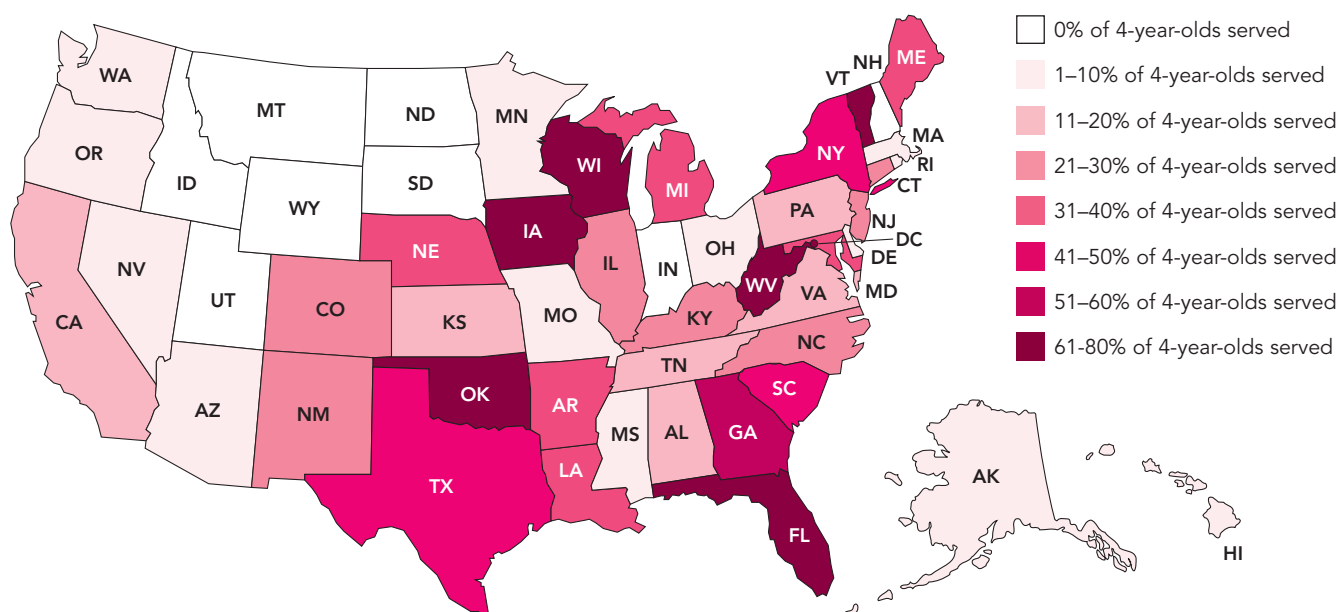 0% of 4-year-olds served
1–10% of 4-year-olds served
11–20% of 4-year-olds served
21–30% of 4-year-olds served
31–40% of 4-year-olds served
41–50% of 4-year-olds served
51–60% of 4-year-olds served
61-80% of 4-year-olds served
WA
MT
ND
MN
VT
NH
ME
OR
ID
WY
SD
WI
MI
NY
MA
RI
CT
NV
UT
CO
NE
IA
IL
IN
OH
PA
NJ
DC
DE
MD
CA
AZ
NM
KS
MO
KY
WV
VA
OK
AR
TN
NC
SC
TX
LA
MS
AL
GA
FL
AK
HI